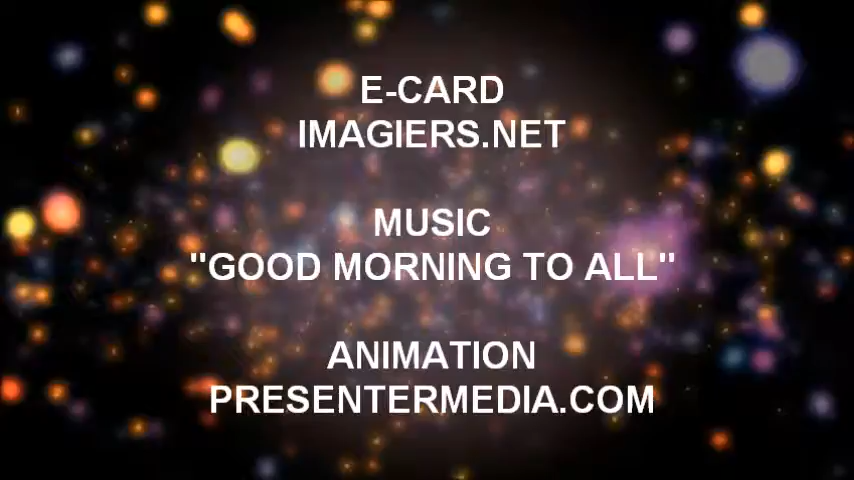 E-CARD
IMAGIERS.NET
MUSIC
"GOOD MORNING TO ALL"
ANIMATION
PRESENTERMEDIA.COM